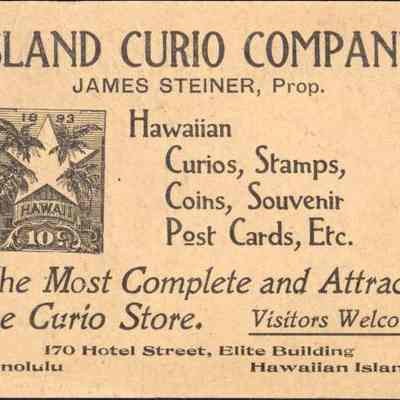 SLAND CURIO COMPAN
JAMES STEINER, Prop.
1893
HAWAII
10¢
Hawaiian
Curios, Stamps,
Coins, Souvenir
Post Cards, Etc.
he Most Complete and Attrac
e Curio Store. Visitors Welco
170 Hotel Street, Elite Building
nolulu Hawaiian Islan